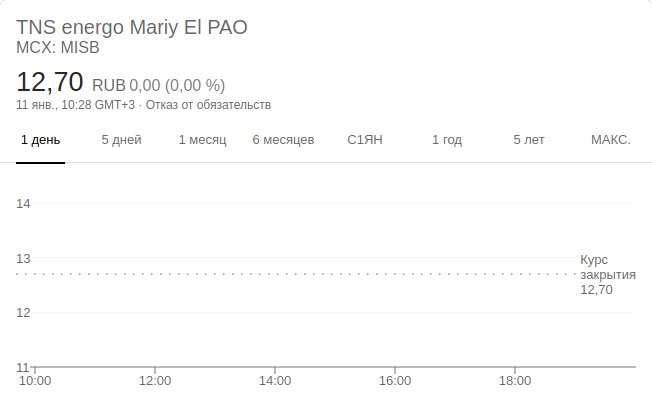 TNS energo Mariy El PAO
MCX: MISB
12,70 RUB 0,00 (0,00 %)
11 янв., 10:28 GMT+3 · Отказ от обязательств
1 день 5 дней 1 месяц 6 месяцев С1ЯН 1 год 5 лет МАКС.
14
13
12
11
Курс
закрытия
12,70
10:00 12:00 14:00 16:00 18:00